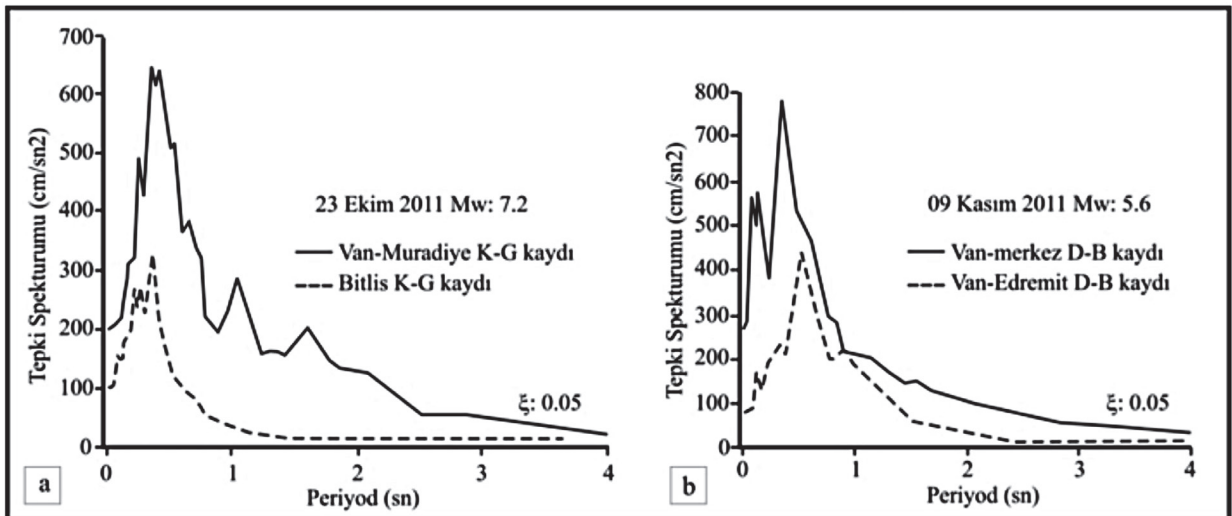 700
600
500
400
300
200
100
0
Tepki Spekturumu (cm/sn2)
23 Ekim 2011 Mw: 7.2
Van-Muradiye K-G kaydı
Bitlis K-G kaydı
ξ: 0.05
0 1 2 3 4
Periyod (sn)
a
800
700
600
500
400
300
200
100
0
Tepki Spekturumu (cm/sn2)
09 Kasım 2011 Mw: 5.6
Van-merkez D-B kaydı
Van-Edremit D-B kaydı
ξ: 0.05
0 1 2 3 4
Periyod (sn)
b